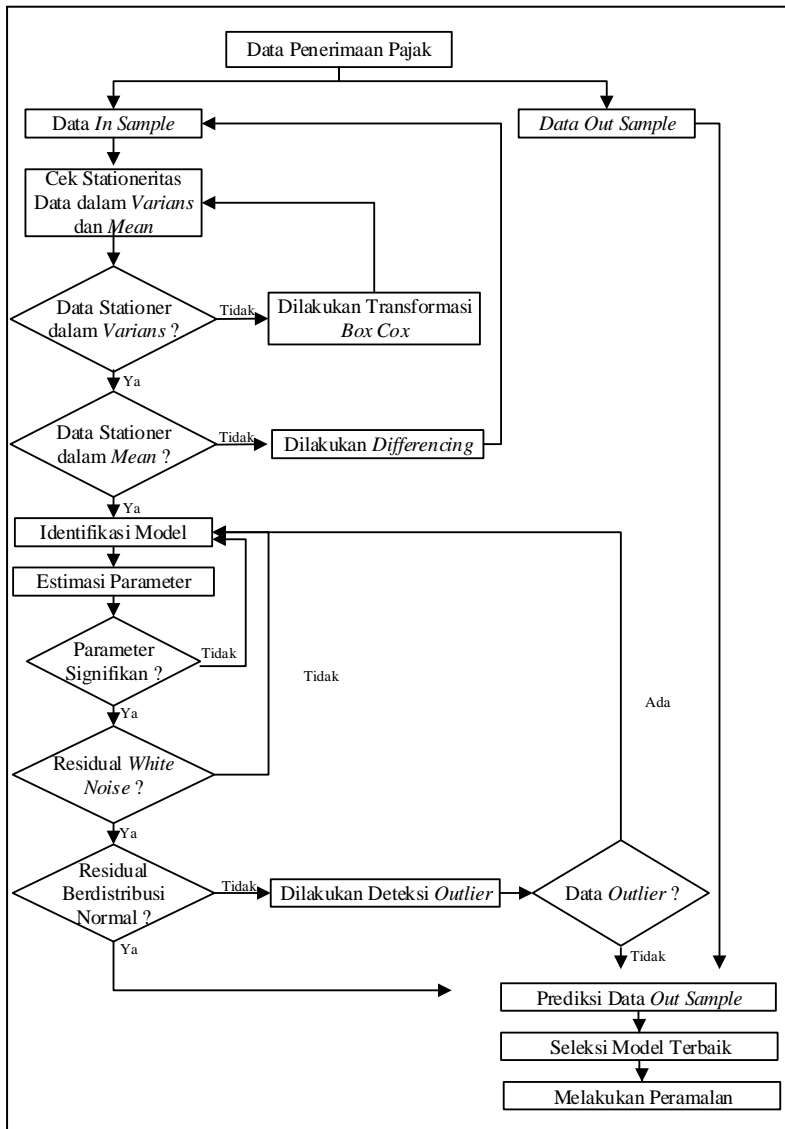 Data Penerimaan Pajak
Data In Sample
Data Out Sample
Cek Stationeritas
Data dalam Varians
dan Mean
Data Stationer
dalam Varians ?
Tidak
Dilakukan Transformasi
Box Cox
Ya
Data Stationer
dalam Mean ?
Tidak
Dilakukan Differencing
Ya
Identifikasi Model
Estimasi Parameter
Parameter
Signifikan ?
Tidak
Tidak
Ya
Ada
Residual White
Noise ?
Ya
Residual
Berdistribusi
Normal ?
Tidak
Dilakukan Deteksi Outlier
Data Outlier ?
Ya
Tidak
Prediksi Data Out Sample
Seleksi Model Terbaik
Melakukan Peramalan